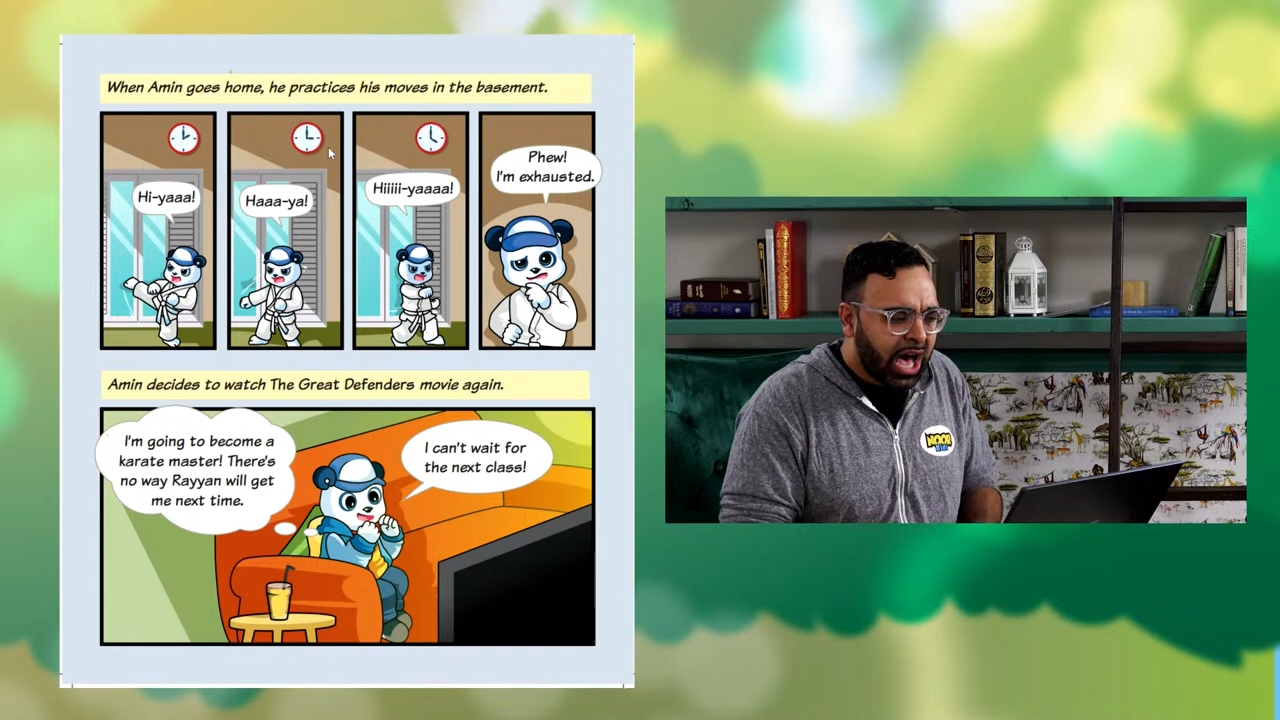 When Amin goes home, he practices his moves in the basement.
Hi-yaaa!
Haaa-ya!
Hiiiii-yaaaa!
Phew!
I'm exhausted.
Amin decides to watch The Great Defenders movie again.
I'm going to become a
karate master! There's
no way Rayyan will get
me next time.
I can't wait for
the next class!
NOOR